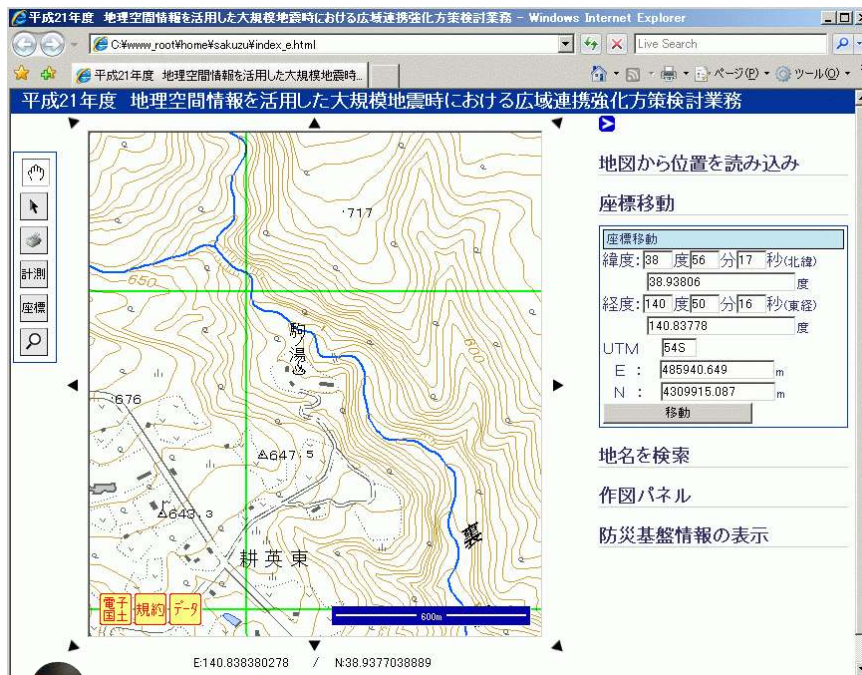 平成21年度 地理空間情報を活用した大規模地震時における広域連携強化方策検討業務 - Windows Internet Explorer
C:¥www_root¥home¥sakuzu¥index_e.html
Live Search
平成21年度 地理空間情報を活用した大規模地震...
ページ(P)
ツール(O)
平成21年度 地理空間情報を活用した大規模地震時における広域連携強化方策検討業務
計測
座標
717
650
600
駒ノ湯
676
647.5
643.3
耕英東
裏
電子国土
規約
データ
600m
E:140.838380278 / N:38.9377038889
地図から位置を読み込み
座標移動
座標移動
緯度: 38 度 56 分 17 秒(北緯)
38.93806 度
経度: 140 度 50 分 16 秒(東経)
140.83778 度
UTM 54S
E : 485940.649 m
N : 4309915.087 m
移動
地名を検索
作図パネル
防災基盤情報の表示